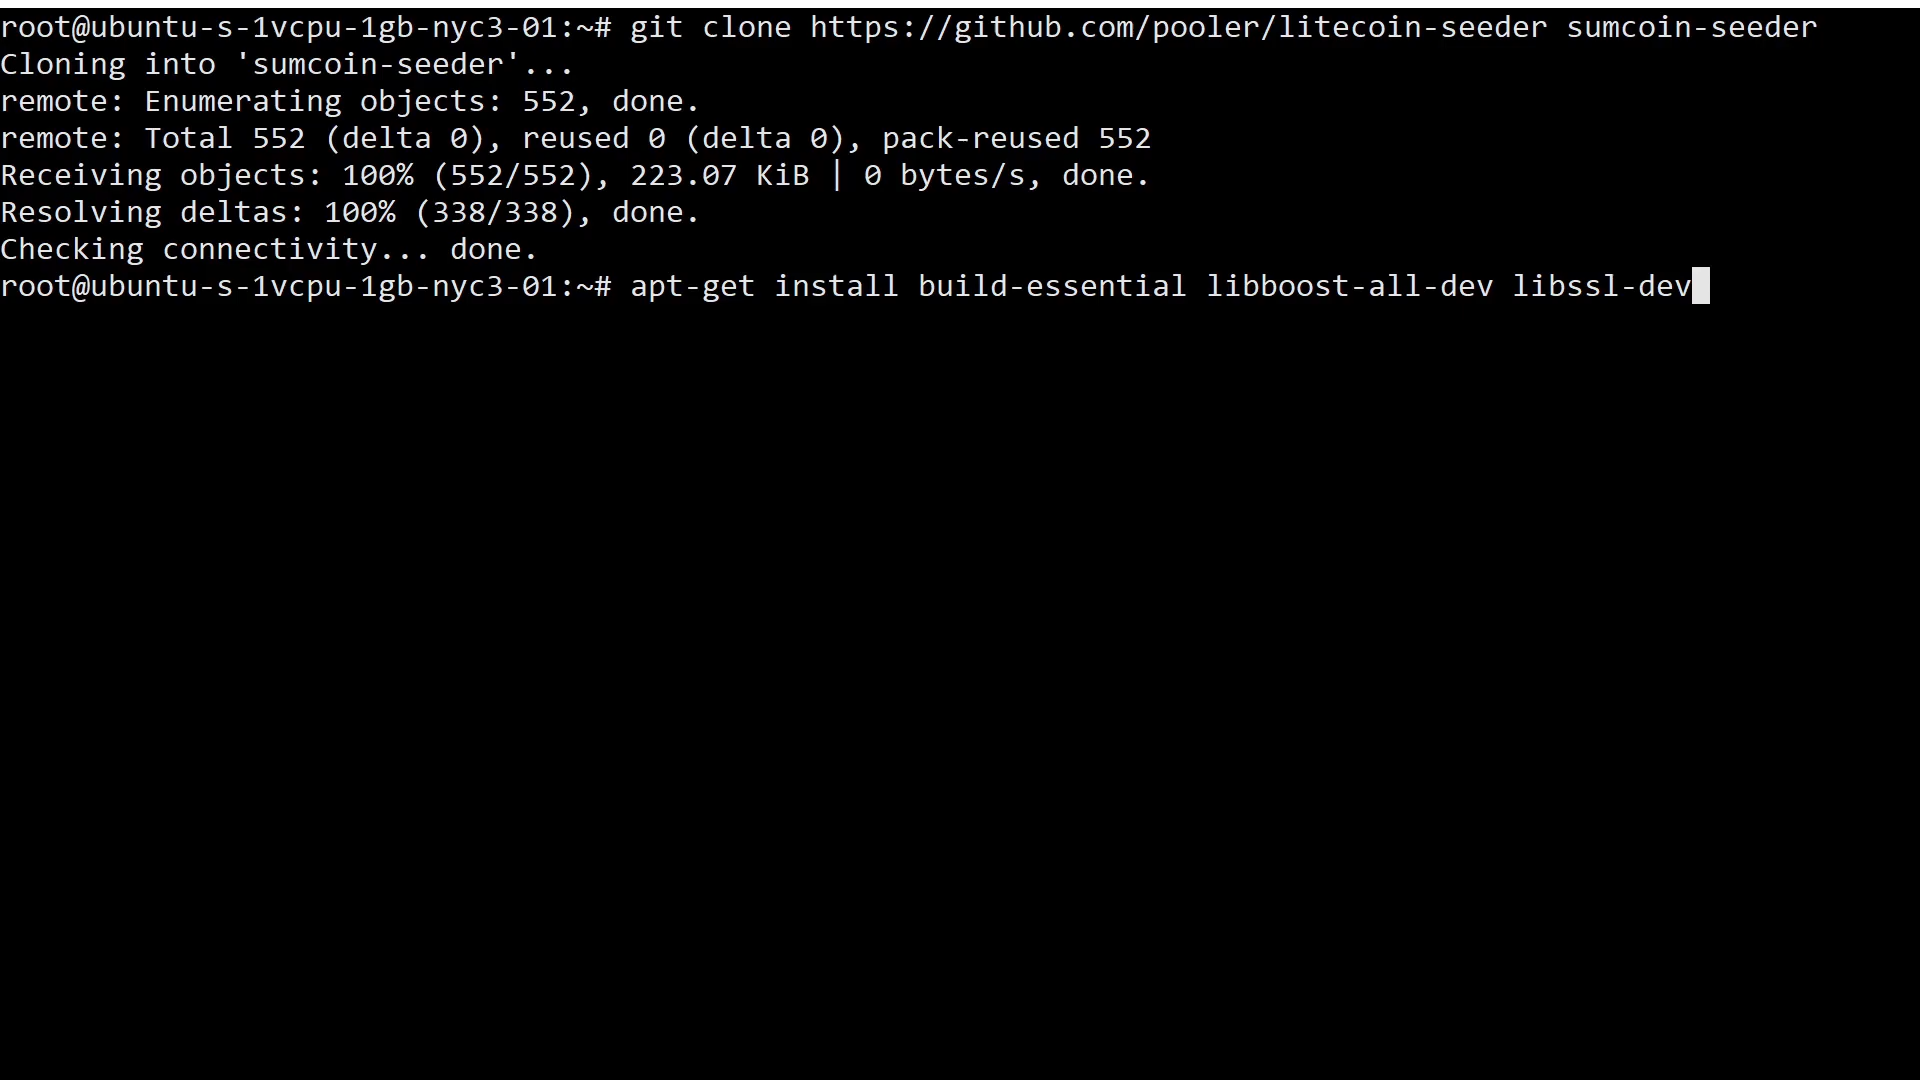 root@ubuntu-s-1vcpu-1gb-nyc3-01:~# git clone https://github.com/pooler/litecoin-seeder sumcoin-seeder
Cloning into 'sumcoin-seeder'...
remote: Enumerating objects: 552, done.
remote: Total 552 (delta 0), reused 0 (delta 0), pack-reused 552
Receiving objects: 100% (552/552), 223.07 KiB | 0 bytes/s, done.
Resolving deltas: 100% (338/338), done.
Checking connectivity... done.
root@ubuntu-s-1vcpu-1gb-nyc3-01:~# apt-get install build-essential libboost-all-dev libssl-dev